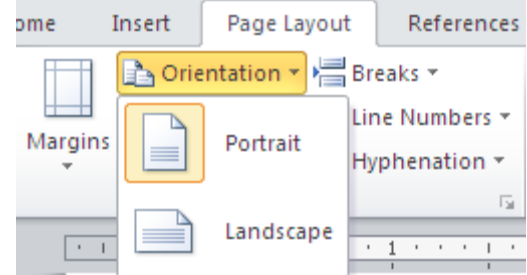 ome Insert Page Layout References
Orientation Breaks
Margins
Line Numbers
Portrait
Hyphenation
Landscape
1